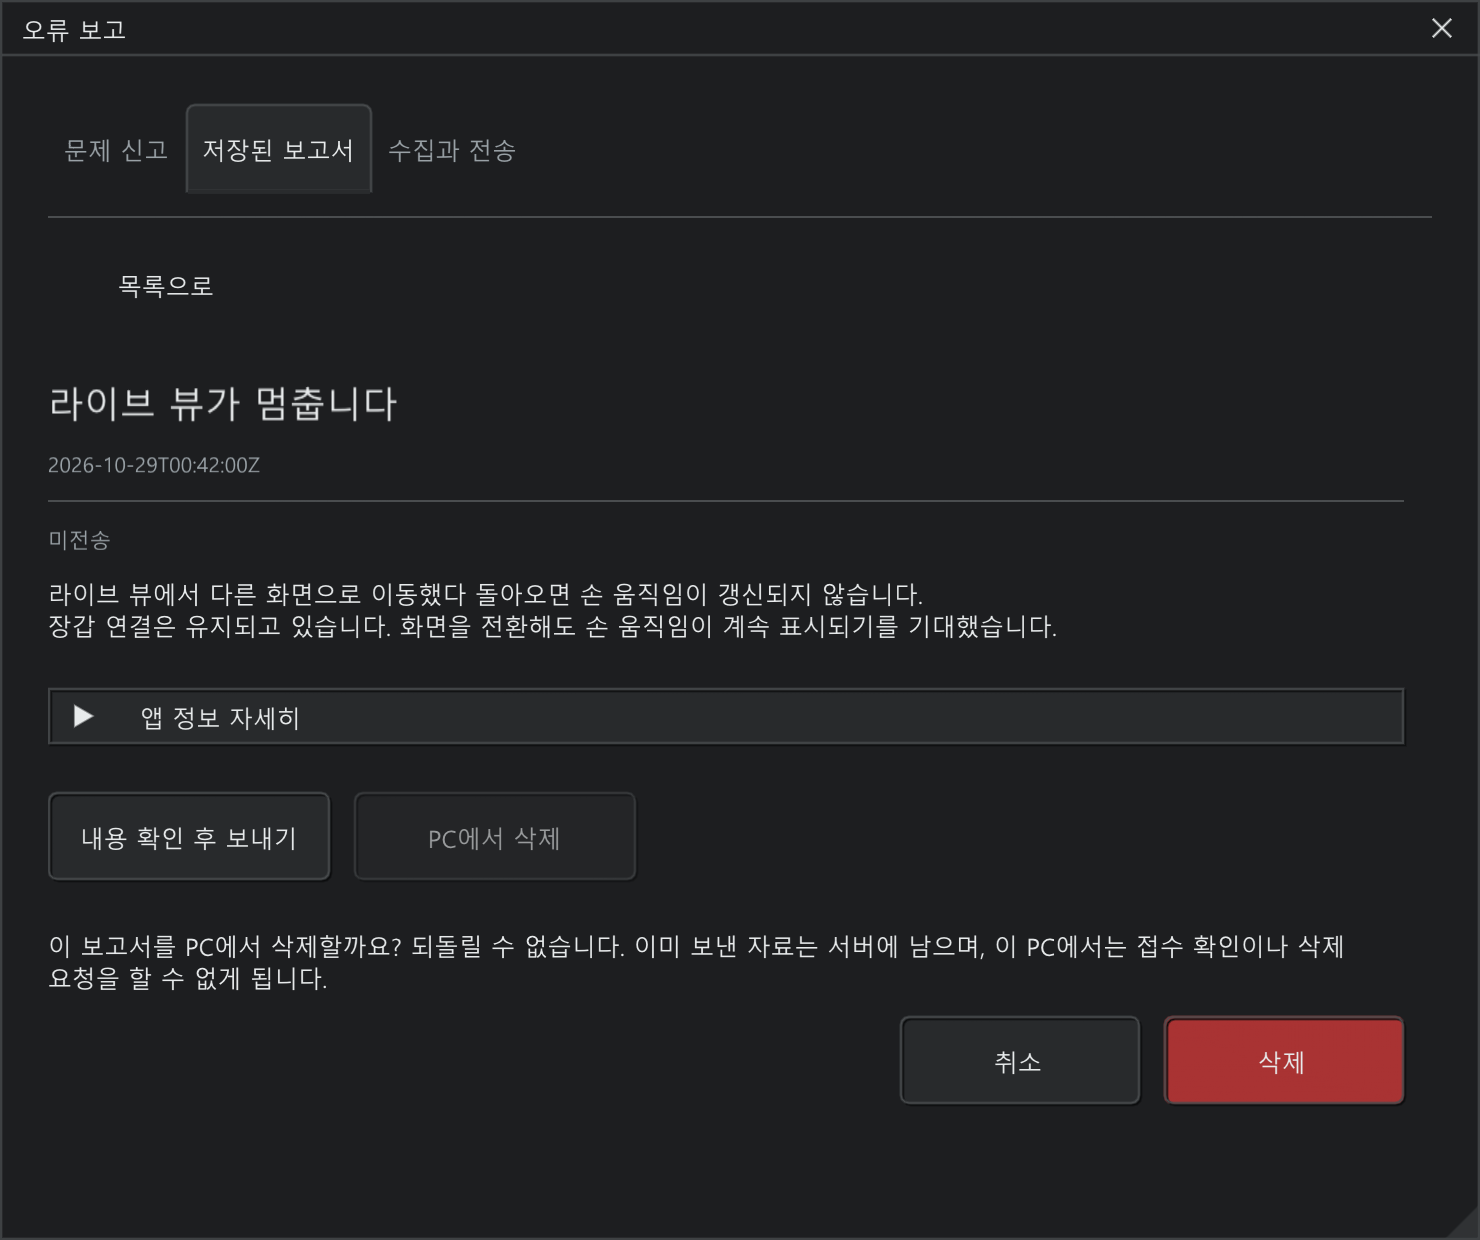 오류 보고
문제 신고
저장된 보고서
수집과 전송
목록으로
라이브 뷰가 멈춥니다
2026-10-29T00:42:00Z
미전송
라이브 뷰에서 다른 화면으로 이동했다 돌아오면 손 움직임이 갱신되지 않습니다.
장갑 연결은 유지되고 있습니다. 화면을 전환해도 손 움직임이 계속 표시되기를 기대했습니다.
앱 정보 자세히
내용 확인 후 보내기
PC에서 삭제
이 보고서를 PC에서 삭제할까요? 되돌릴 수 없습니다. 이미 보낸 자료는 서버에 남으며, 이 PC에서는 접수 확인이나 삭제
요청을 할 수 없게 됩니다.
취소
삭제